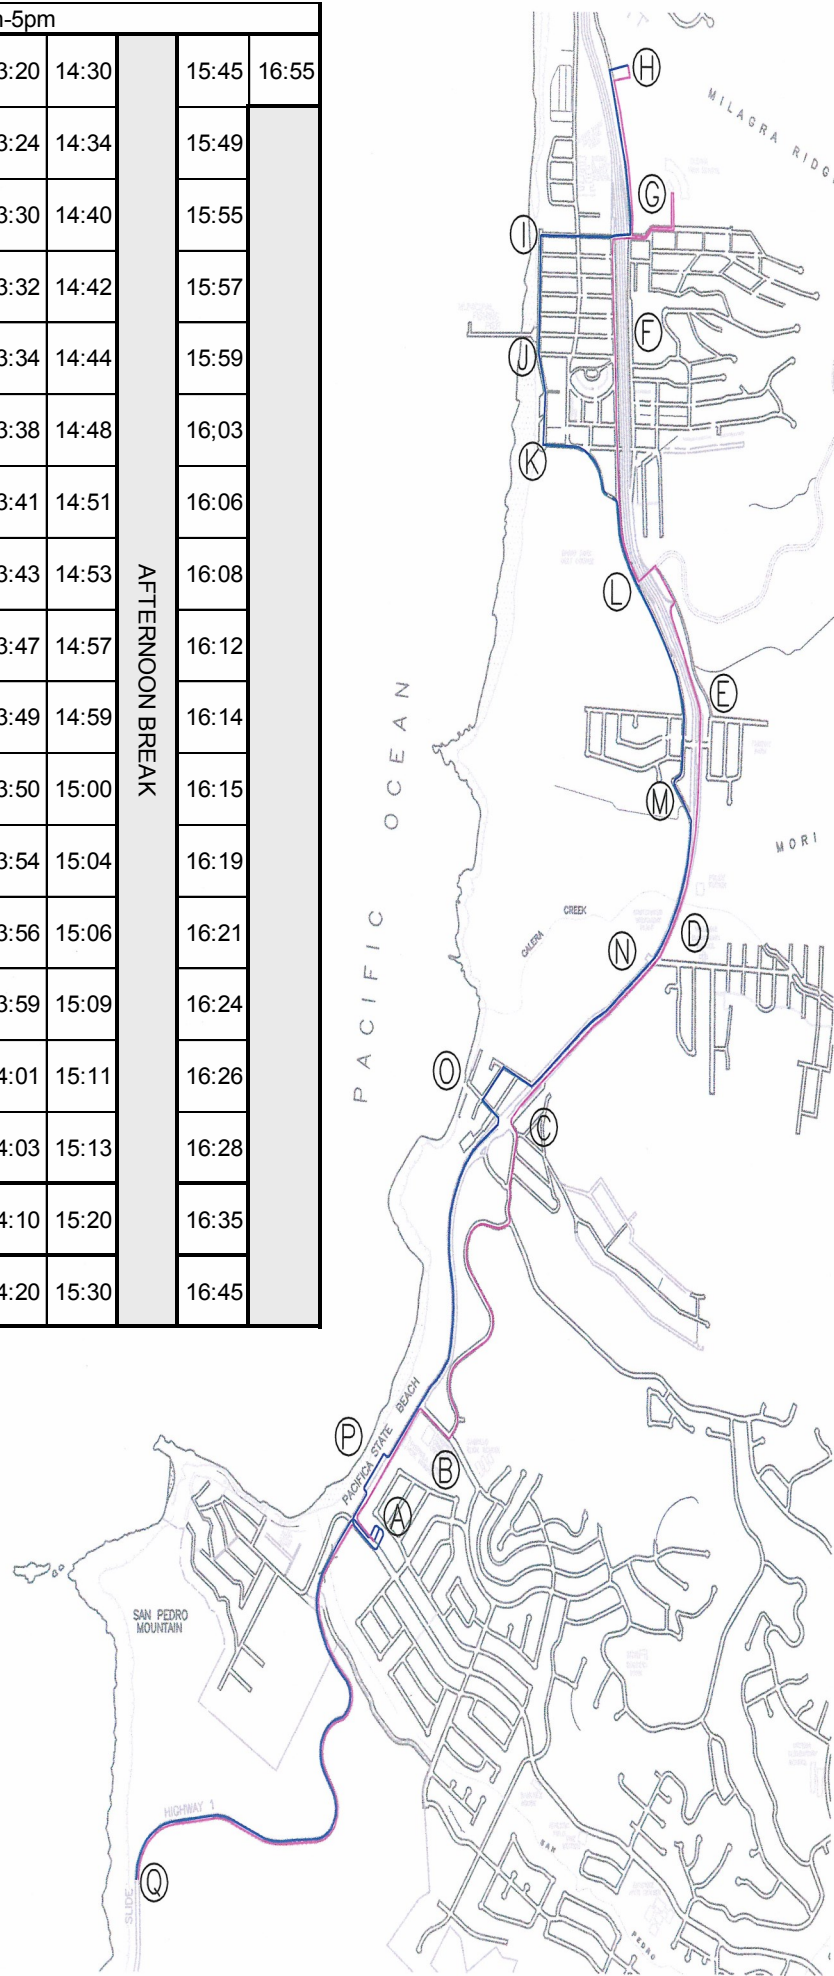 n-5pm
3:20 14:30 15:45 16:55
3:24 14:34 15:49
3:30 14:40 15:55
3:32 14:42 15:57
3:34 14:44 15:59
3:38 14:48 16;03
3:41 14:51 16:06
3:43 14:53 16:08
3:47 14:57 16:12
3:49 14:59 16:14
3:50 15:00 16:15
3:54 15:04 16:19
3:56 15:06 16:21
3:59 15:09 16:24
4:01 15:11 16:26
4:03 15:13 16:28
4:10 15:20 16:35
4:20 15:30 16:45
AFTERNOON BREAK
H
MILAGRA RIDG
G
I
F
J
K
L
E
M
PACIFIC OCEAN
MORI
CALERA CREEK
D
N
O
C
PACIFICA STATE BEACH
P
B
A
SAN PEDRO
MOUNTAIN
HIGHWAY 1
Q
SLIDE
SAN
PEDRO